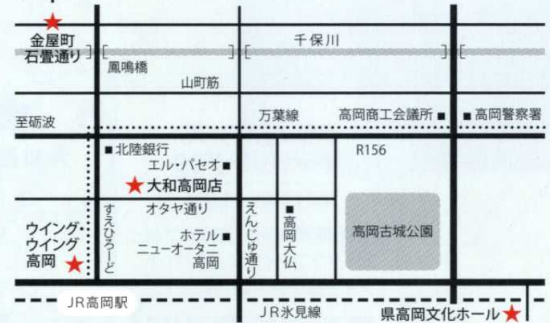 金屋町
石畳通り
千保川
鳳鳴橋
山町筋
至砺波
万葉線
高岡商工会議所
高岡警察署
北陸銀行
エル・パセオ
大和高岡店
R156
オタヤ通り
すえひろーど
ホテル
ニューオータニ
高岡
えんじゅ通り
高岡大仏
高岡古城公園
ウイング・
ウイング
高岡
JR高岡駅
JR氷見線
県高岡文化ホール